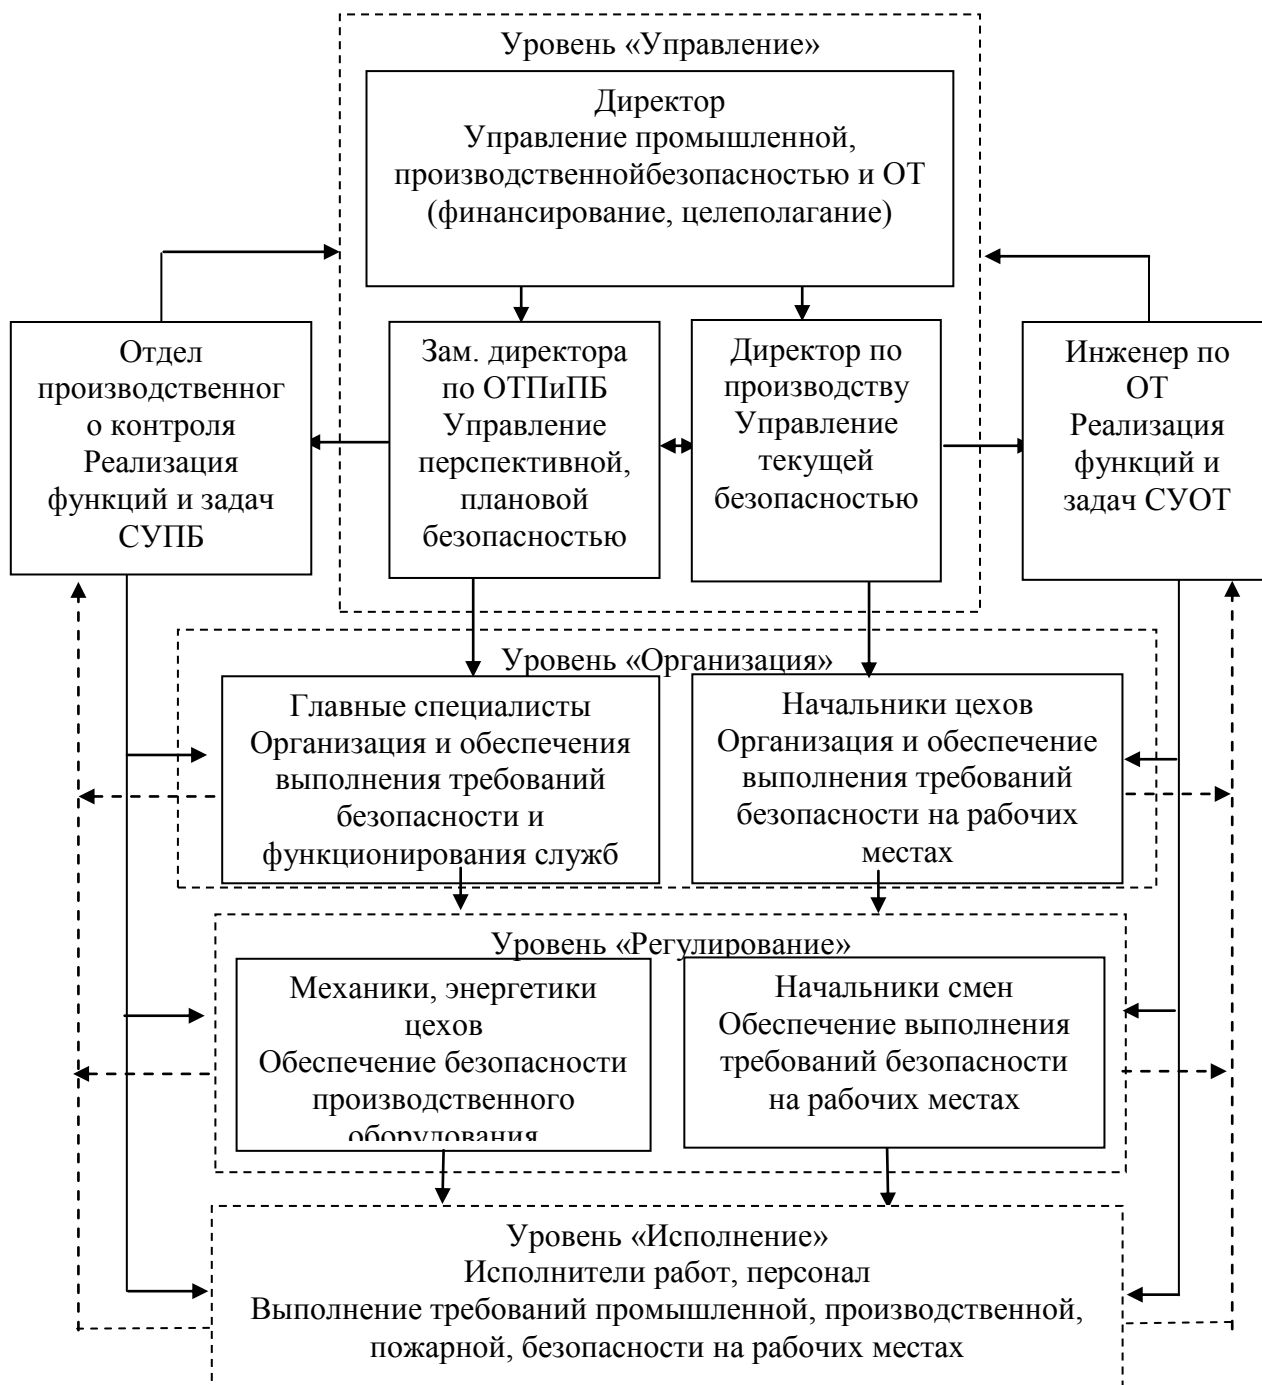 Уровень «Управление»
Директор
Управление промышленной,
производственнойбезопасностью и ОТ
(финансирование, целеполагание)
Отдел
производственног
о контроля
Реализация
функций и задач
СУПБ
Зам. директора
по ОТПиПБ
Управление
перспективной,
плановой
безопасностью
Директор по
производству
Управление
текущей
безопасностью
Инженер по
ОТ
Реализация
функций и
задач СУОТ
Уровень «Организация»
Главные специалисты
Организация и обеспечения
выполнения требований
безопасности и
функционирования служб
Начальники цехов
Организация и обеспечение
выполнения требований
безопасности на рабочих
местах
Уровень «Регулирование»
Механики, энергетики
цехов
Обеспечение безопасности
производственного
оборудования
Начальники смен
Обеспечение выполнения
требований безопасности
на рабочих местах
Уровень «Исполнение»
Исполнители работ, персонал
Выполнение требований промышленной, производственной,
пожарной, безопасности на рабочих местах